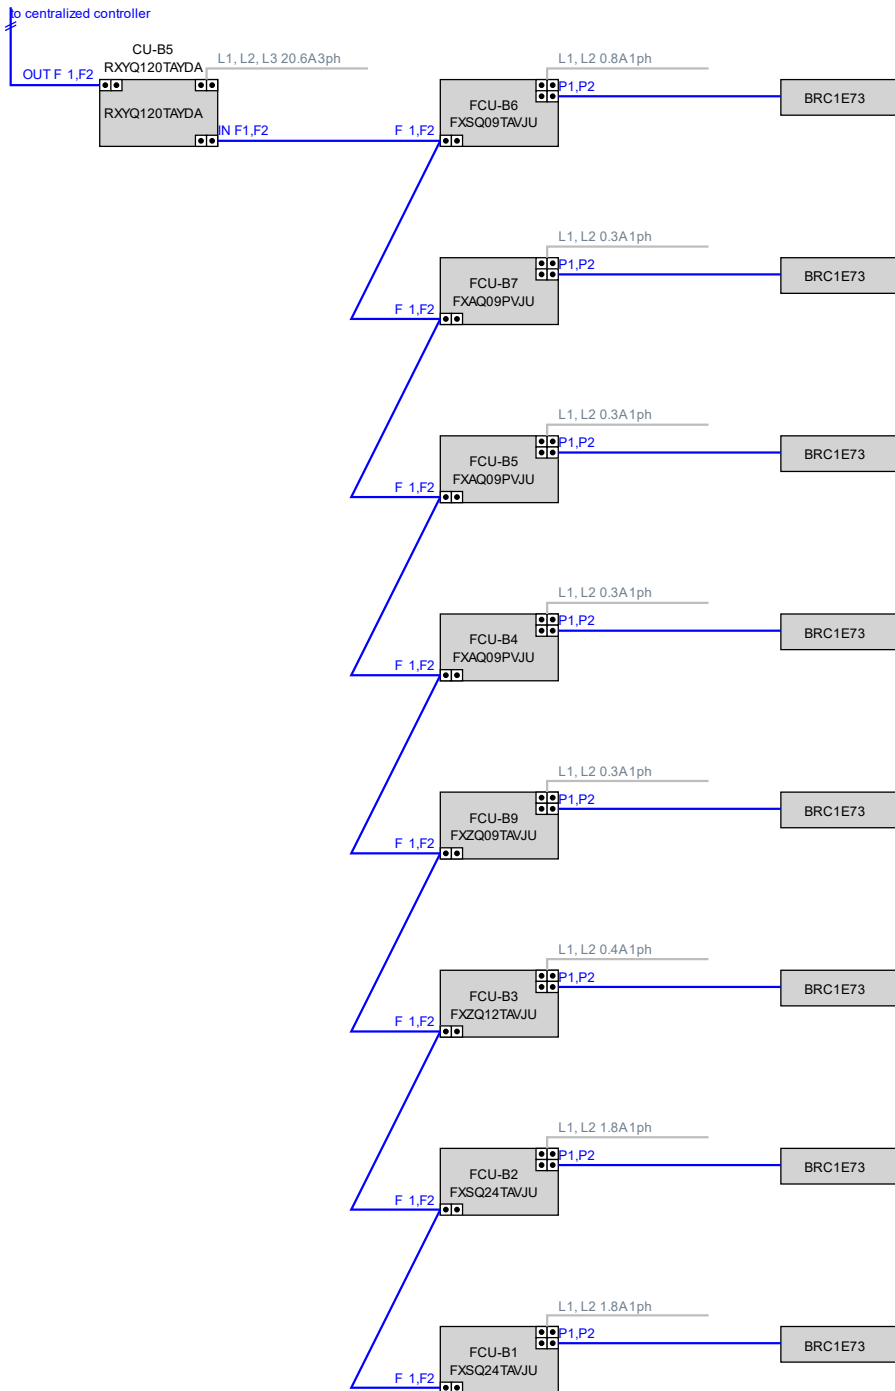 to centralized controller
CU-B5
RXYQ120TAYDA
L1, L2, L3 20.6A3ph
OUT F 1,F2
RXYQ120TAYDA
IN F1,F2
L1, L2 0.8A1ph
F 1,F2
FCU-B6
FXSQ09TAVJU
P1,P2
BRC1E73
L1, L2 0.3A1ph
F 1,F2
FCU-B7
FXAQ09PVJU
P1,P2
BRC1E73
L1, L2 0.3A1ph
F 1,F2
FCU-B5
FXAQ09PVJU
P1,P2
BRC1E73
L1, L2 0.3A1ph
F 1,F2
FCU-B4
FXAQ09PVJU
P1,P2
BRC1E73
L1, L2 0.3A1ph
F 1,F2
FCU-B9
FXZQ09TAVJU
P1,P2
BRC1E73
L1, L2 0.4A1ph
F 1,F2
FCU-B3
FXZQ12TAVJU
P1,P2
BRC1E73
L1, L2 1.8A1ph
F 1,F2
FCU-B2
FXSQ24TAVJU
P1,P2
BRC1E73
L1, L2 1.8A1ph
F 1,F2
FCU-B1
FXSQ24TAVJU
P1,P2
BRC1E73